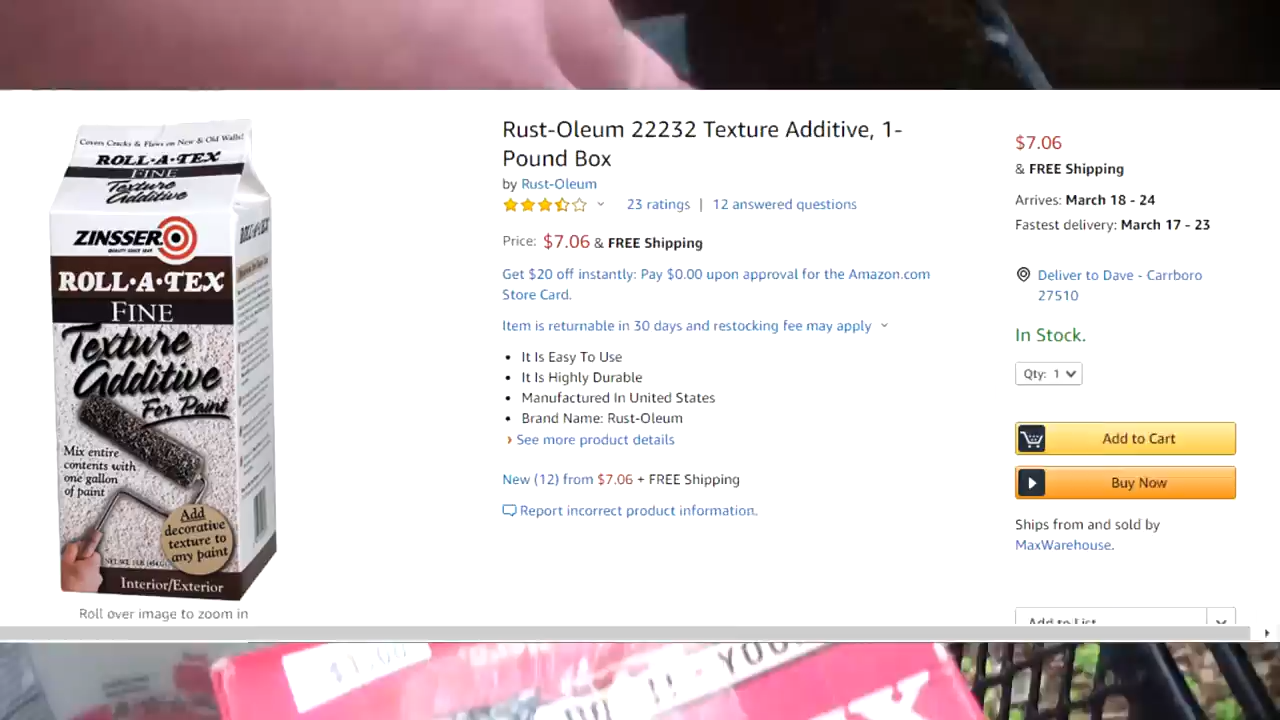 Covers Cracks & Flaws on New & Old Walls!
ROLL·A·TEX
FINE
Texture
Additive
ZINSSER
ROLL·A·TEX
FINE
Texture
Additive
For Paint
Mix entire
contents with
one gallon
of paint
Add
decorative
texture to
any paint
Interior/Exterior
Roll over image to zoom in
Rust-Oleum 22232 Texture Additive, 1-
Pound Box
by Rust-Oleum
23 ratings | 12 answered questions
Price: $7.06 & FREE Shipping
Get $20 off instantly: Pay $0.00 upon approval for the Amazon.com
Store Card.
Item is returnable in 30 days and restocking fee may apply
• It Is Easy To Use
• It Is Highly Durable
• Manufactured In United States
• Brand Name: Rust-Oleum
› See more product details
New (12) from $7.06 + FREE Shipping
Report incorrect product information.
$7.06
& FREE Shipping
Arrives: March 18 - 24
Fastest delivery: March 17 - 23
Deliver to Dave - Carrboro
27510
In Stock.
Qty: 1
Add to Cart
Buy Now
Ships from and sold by
MaxWarehouse.
Add to List